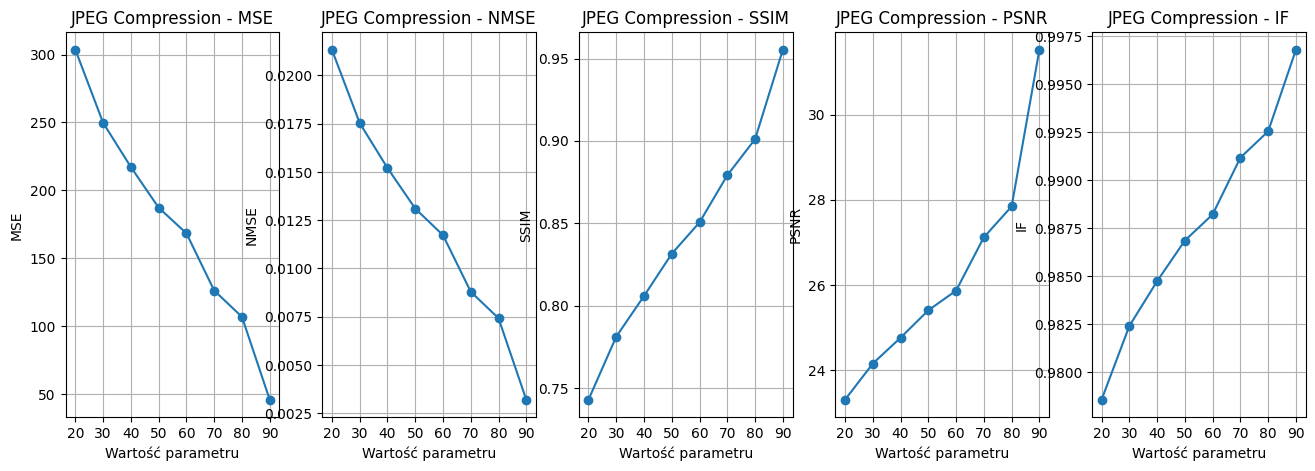 JPEG Compression - MSE
300
250
200
150
100
50
MSE
20 30 40 50 60 70 80 90
Wartość parametru
JPEG Compression - NMSE
0.0200
0.0175
0.0150
0.0125
0.0100
0.0075
0.0050
0.0025
NMSE
20 30 40 50 60 70 80 90
Wartość parametru
JPEG Compression - SSIM
0.95
0.90
0.85
0.80
0.75
SSIM
20 30 40 50 60 70 80 90
Wartość parametru
JPEG Compression - PSNR
30
28
26
24
PSNR
20 30 40 50 60 70 80 90
Wartość parametru
JPEG Compression - IF
0.9975
0.9950
0.9925
0.9900
0.9875
0.9850
0.9825
0.9800
IF
20 30 40 50 60 70 80 90
Wartość parametru